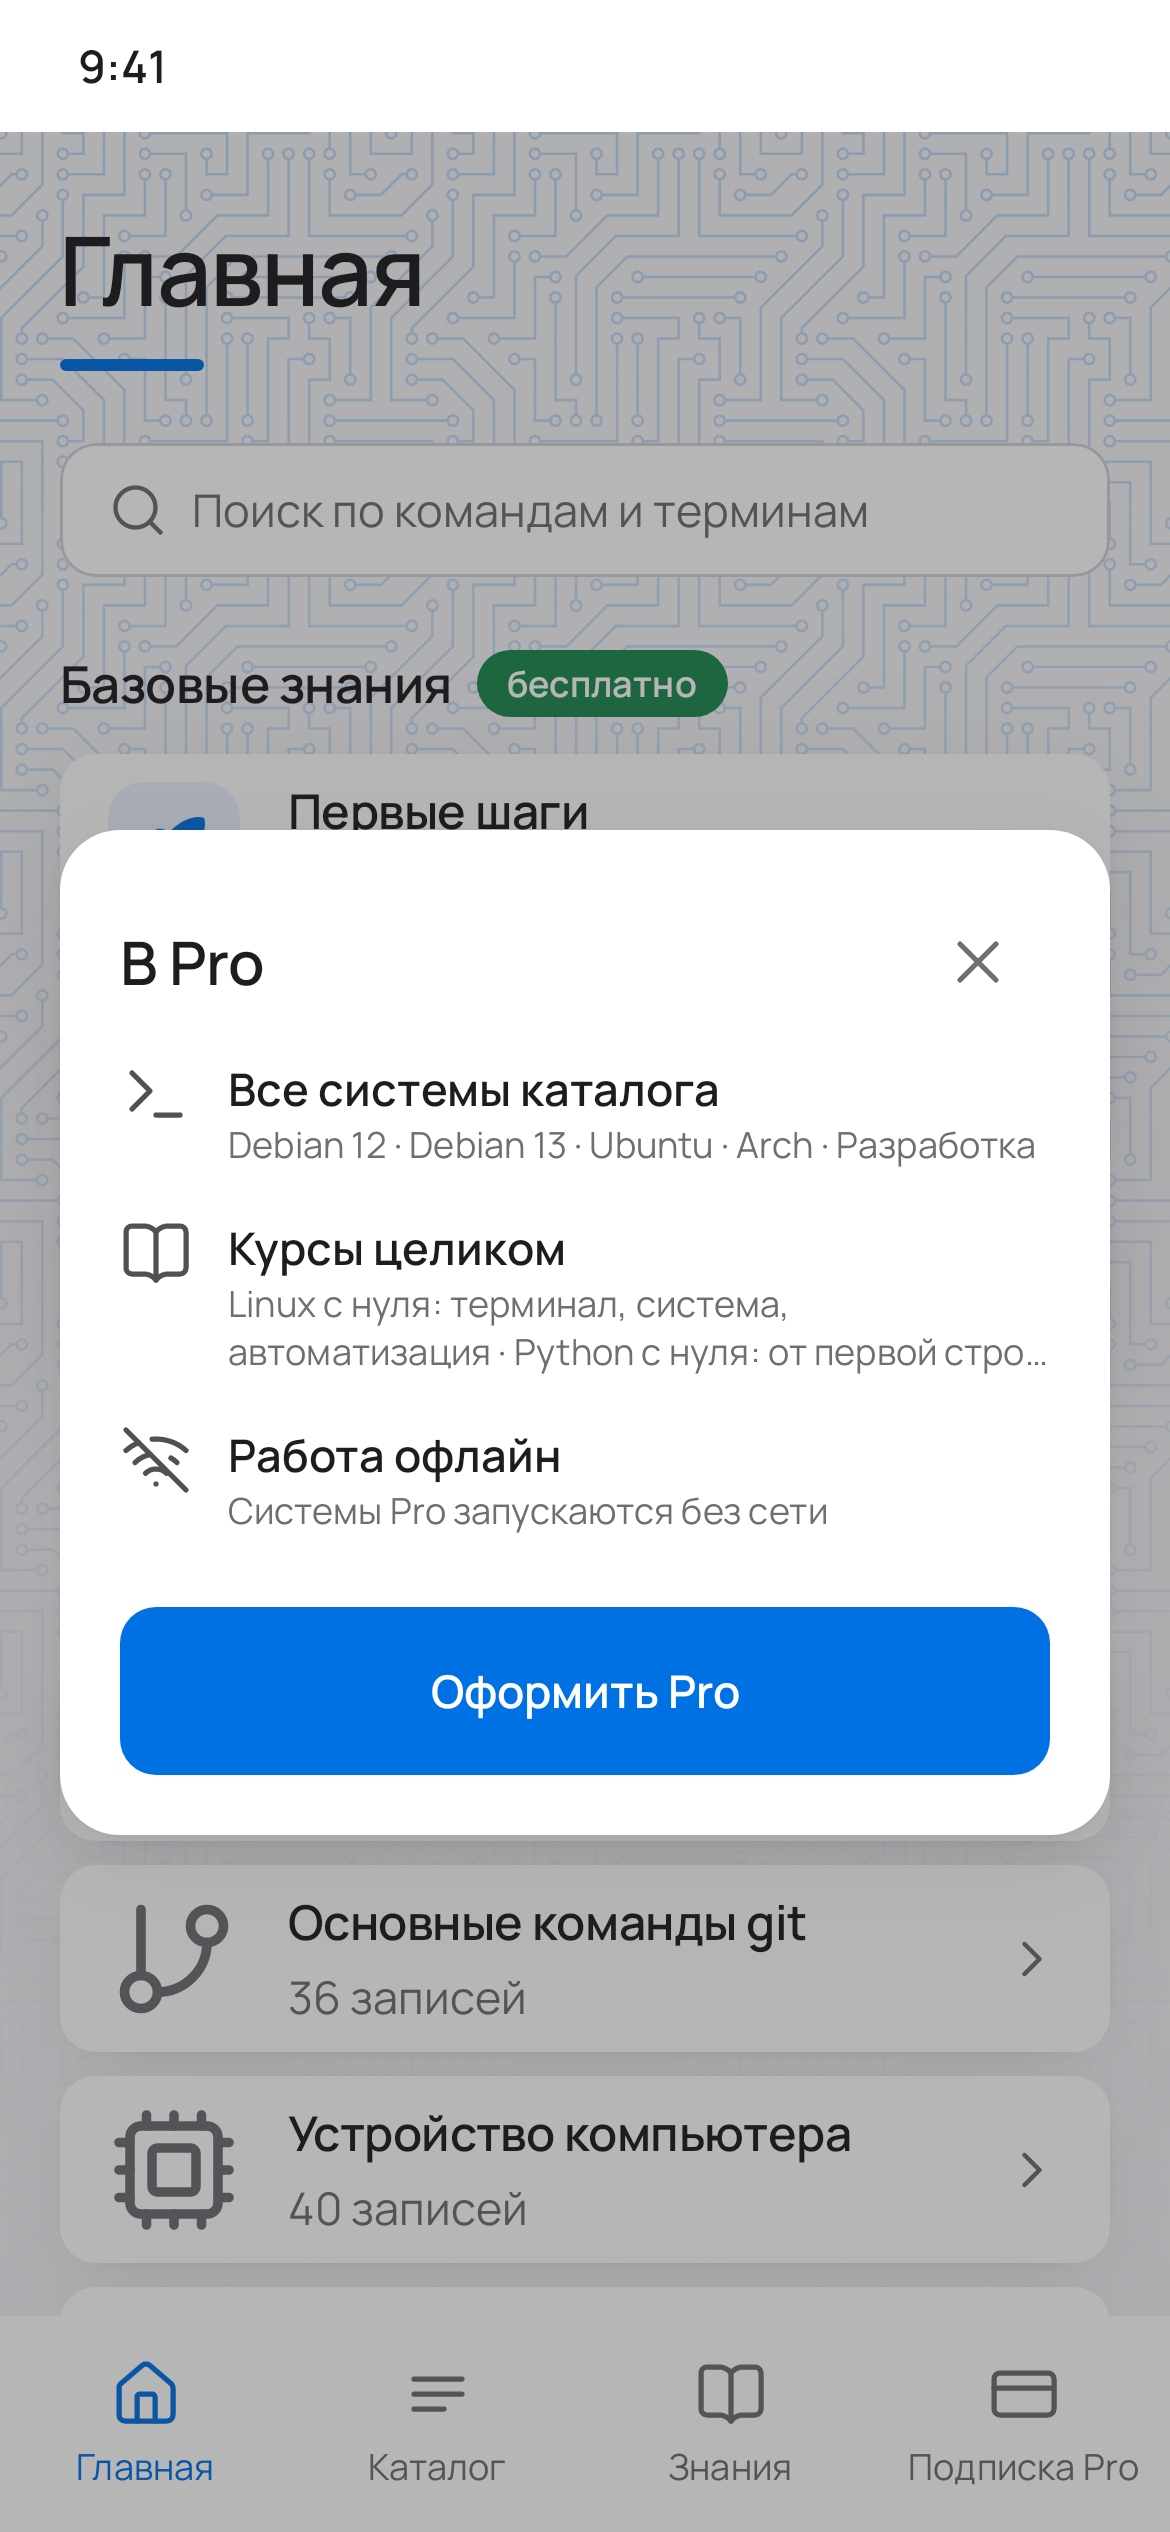 9:41
Главная
Поиск по командам и терминам
Базовые знания бесплатно
Первые шаги
В Pro
Все системы каталога
Debian 12 · Debian 13 · Ubuntu · Arch · Разработка
Курсы целиком
Linux с нуля: терминал, система,
автоматизация · Python с нуля: от первой стро...
Работа офлайн
Системы Pro запускаются без сети
Оформить Pro
Основные команды git
36 записей
Устройство компьютера
40 записей
Главная Каталог Знания Подписка Pro